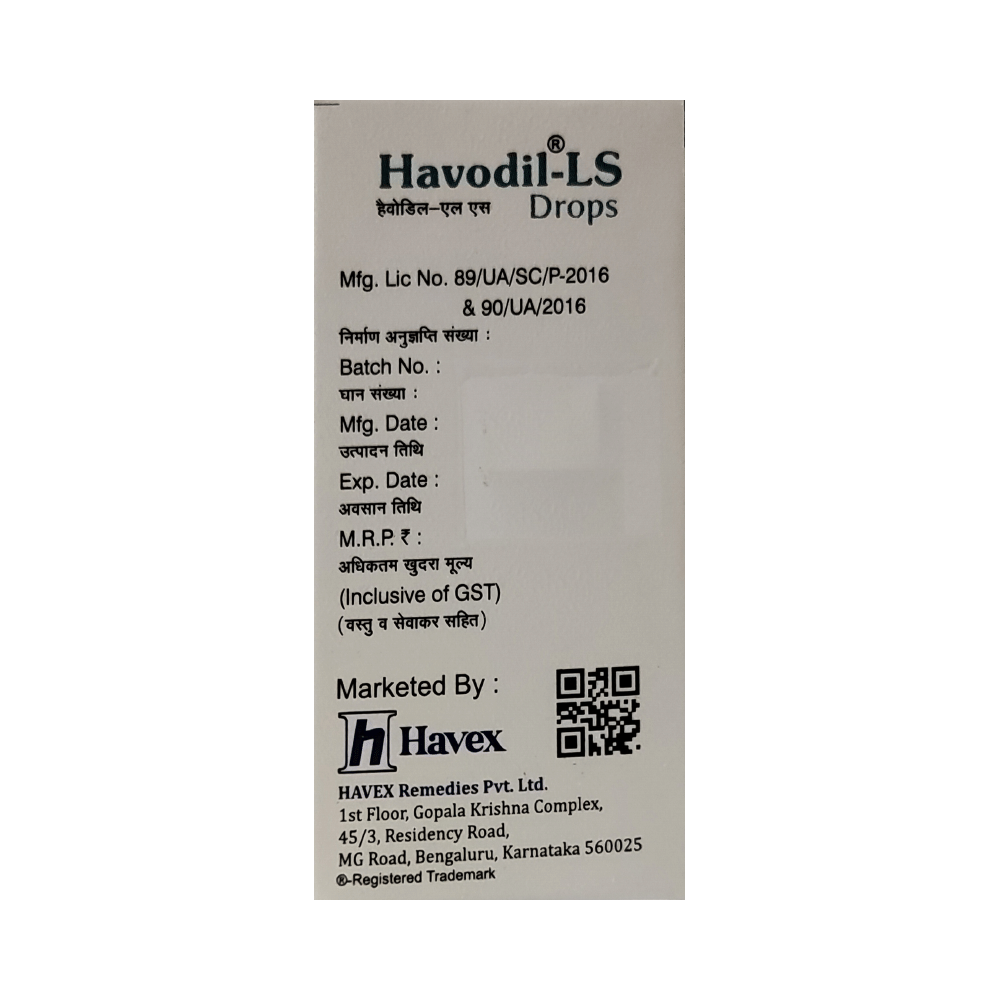 Havodil-LS®
हैवोडिल–एल एस Drops
Mfg. Lic No. 89/UA/SC/P-2016
& 90/UA/2016
निर्माण अनुज्ञप्ति संख्या :
Batch No. :
घान संख्या :
Mfg. Date :
उत्पादन तिथि
Exp. Date :
अवसान तिथि
M.R.P. ₹ :
अधिकतम खुदरा मूल्य
(Inclusive of GST)
(वस्तु व सेवाकर सहित)
Marketed By :
h Havex
HAVEX Remedies Pvt. Ltd.
1st Floor, Gopala Krishna Complex,
45/3, Residency Road,
MG Road, Bengaluru, Karnataka 560025
®-Registered Trademark